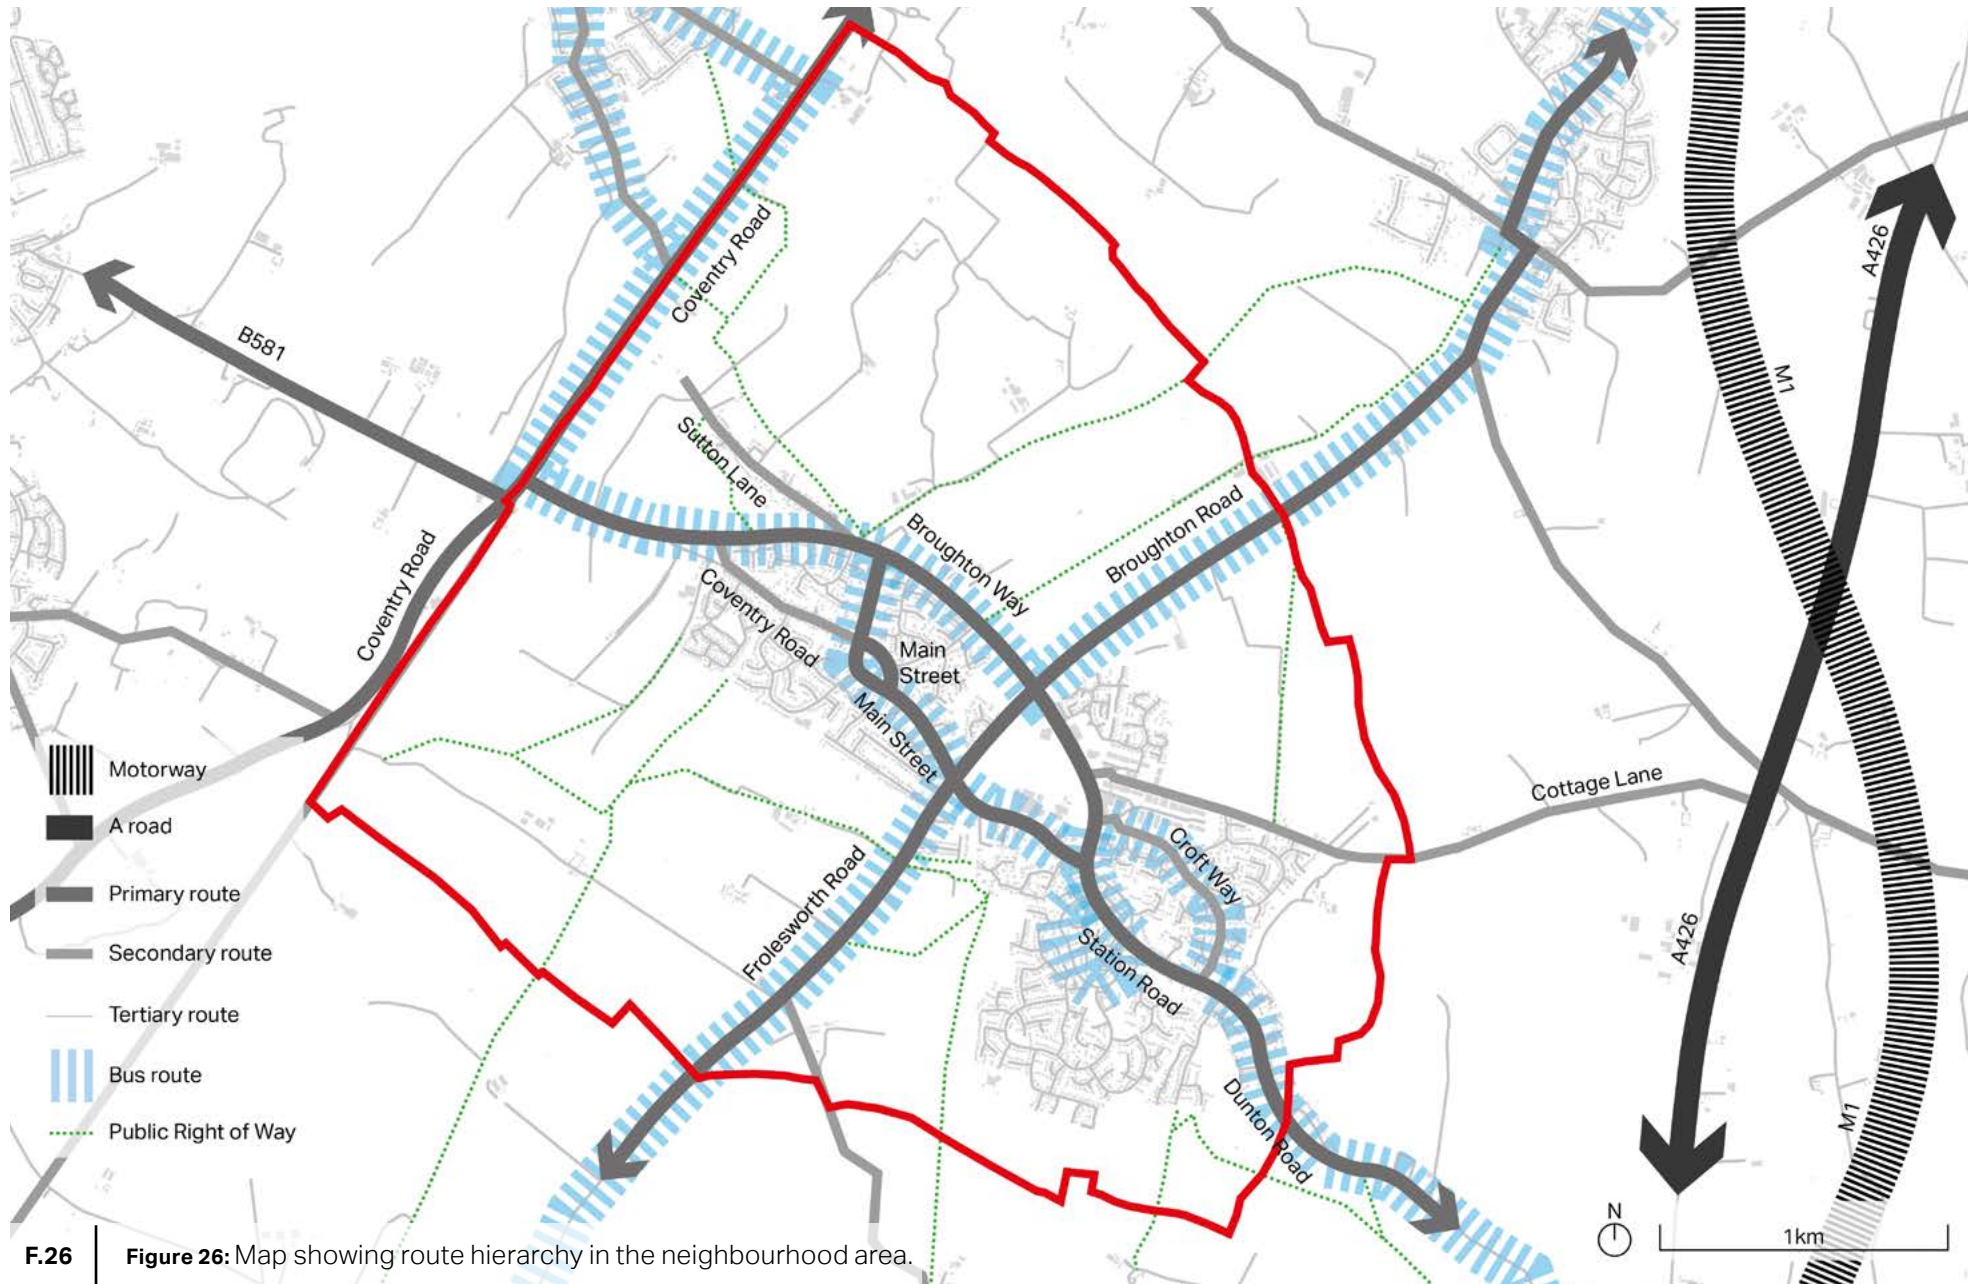 A426
Coventry Road
B581
M1
Sutton Lane
Broughton Way
Broughton Road
Coventry Road
Coventry Road
Main
Street
Main Street
Cottage Lane
Croft Way
Frolesworth Road
Station Road
A426
Dunton Road
M1
Motorway
A road
Primary route
Secondary route
Tertiary route
Bus route
Public Right of Way
N
1km
F.26
Figure 26: Map showing route hierarchy in the neighbourhood area.